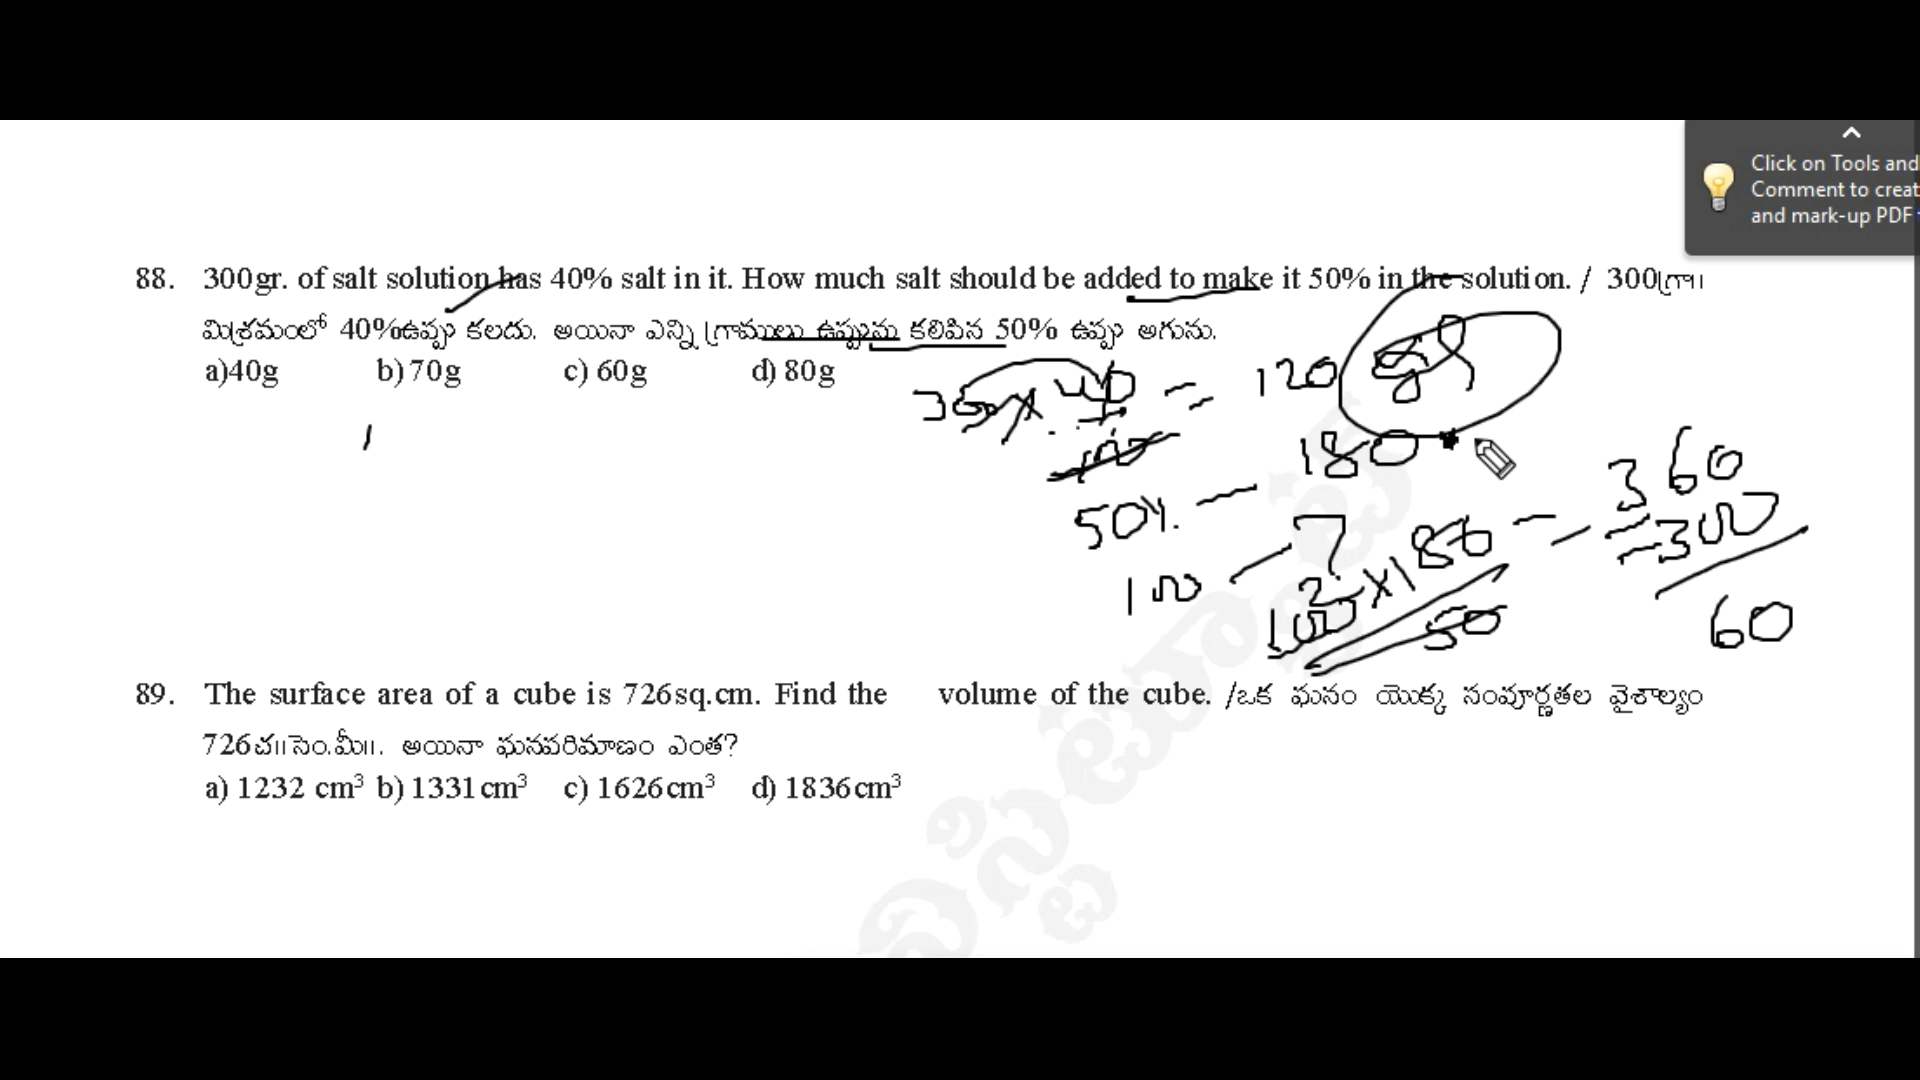 Click on Tools and
Comment to creat
and mark-up PDF
88. 300gr. of salt solution has 40% salt in it. How much salt should be added to make it 50% in the solution. / 300గ్రా॥
మిశ్రమంలో 40%ఉప్పు కలదు. అయినా ఎన్ని గ్రాములు ఉప్పును కలిపిన 50% ఉప్పు అగును.
a)40g b)70g c) 60g d) 80g
= 120
180
50% — 180
100 — ?
100 x 180 = 360
50
- 300
60
89. The surface area of a cube is 726sq.cm. Find the volume of the cube. /ఒక ఘనం యొక్క సంపూర్ణతల వైశాల్యం
726చ॥సెం.మీ॥. అయినా ఘనపరిమాణం ఎంత?
a) 1232 cm³ b) 1331cm³ c) 1626cm³ d) 1836cm³